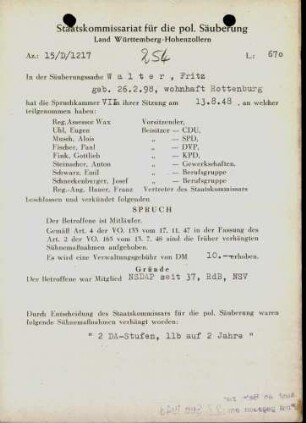 Staatskommissariat für die pol. Säuberung
Land Württemberg-Hohenzollern
Az.: 15/D/1217 254 L: 670
In der Säuberungssache W a l t e r , Fritz
geb. 26.2.98, wohnhaft Rottenburg
hat die Spruchkammer VII in ihrer Sitzung am 13.8.48 , an welcher
teilgenommen haben:
Reg.Assessor Wax Vorsitzender,
Uhl, Eugen Beisitzer — CDU,
Munch, Alois „ — SPD,
Fischer, Paul „ — DVP,
Fink, Gottlieb „ — KPD,
Steinacher, Anton „ — Gewerkschaften,
Schwarz, Emil „ — Berufsgruppe
Schneckenberger, Josef „ — Berufsgruppe
Reg.-Ang. Hauer, Franz Vertreter des Staatskommissars
beschlossen und verkündet folgenden
SPRUCH
Der Betroffene ist Mitläufer.
Gemäß Art. 4 der VO. 133 vom 17. 11. 47 in der Fassung des
Art. 2 der VO. 165 vom 13. 7. 48 sind die früher verhängten
Sühnemaßnahmen aufgehoben.
Es wird eine Verwaltungsgebühr von DM 10.—erhoben.
Gründe
Der Betroffene war Mitglied NSDAP seit 37, RdB, NSV
Durch Entscheidung des Staatskommissars für die pol. Säuberung waren
folgende Sühnemaßnahmen verhängt worden:
" 2 DA-Stufen, 11b auf 2 Jahre "